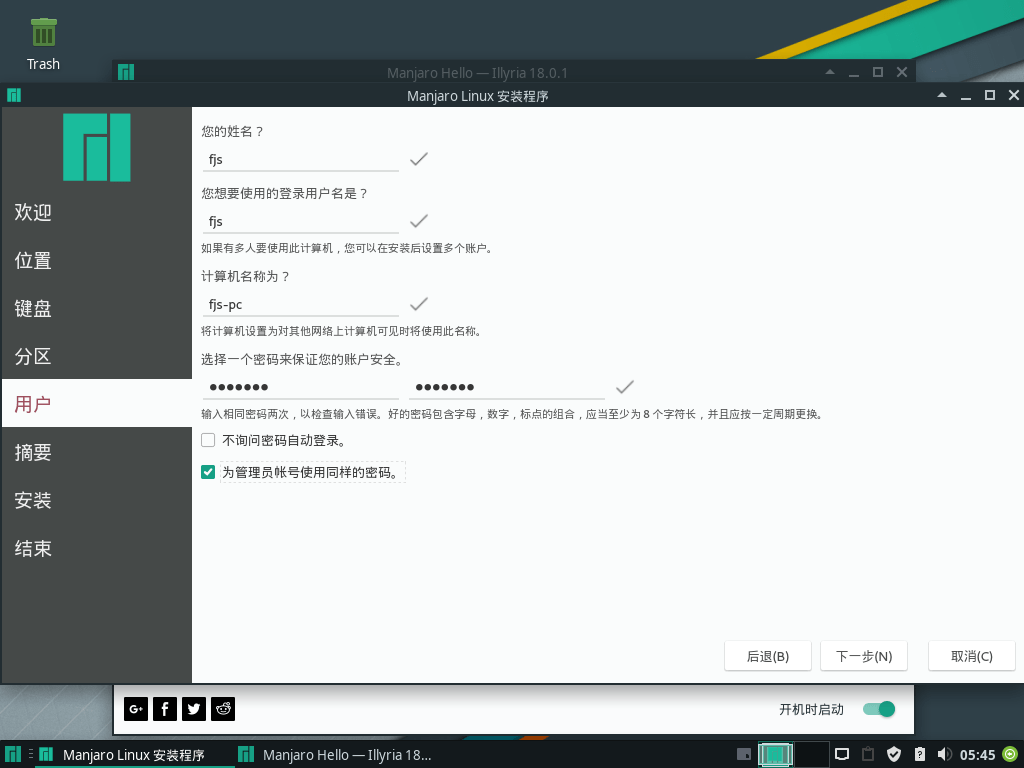 Trash
Manjaro Hello — Illyria 18.0.1
Manjaro Linux 安装程序
欢迎
位置
键盘
分区
用户
摘要
安装
结束
您的姓名？
fjs
您想要使用的登录用户名是？
fjs
如果有多人要使用此计算机，您可以在安装后设置多个账户。
计算机名称为？
fjs-pc
将计算机设置为对其他网络上计算机可见时将使用此名称。
选择一个密码来保证您的账户安全。
●●●●●●● ●●●●●●●
输入相同密码两次，以检查输入错误。好的密码包含字母，数字，标点的组合，应当至少为 8 个字符长，并且应按一定周期更换。
不询问密码自动登录。
为管理员帐号使用同样的密码。
后退(B) 下一步(N) 取消(C)
G+ f 开机时启动
Manjaro Linux 安装程序 Manjaro Hello — Illyria 18... 05:45